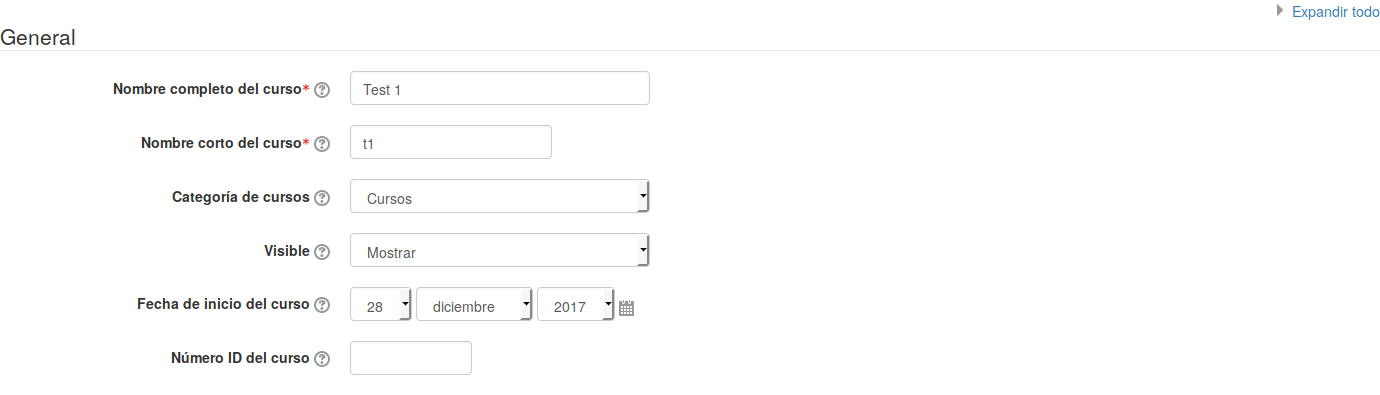 Expandir todo
General
Nombre completo del curso* Test 1
Nombre corto del curso* t1
Categoría de cursos Cursos
Visible Mostrar
Fecha de inicio del curso 28 diciembre 2017
Número ID del curso